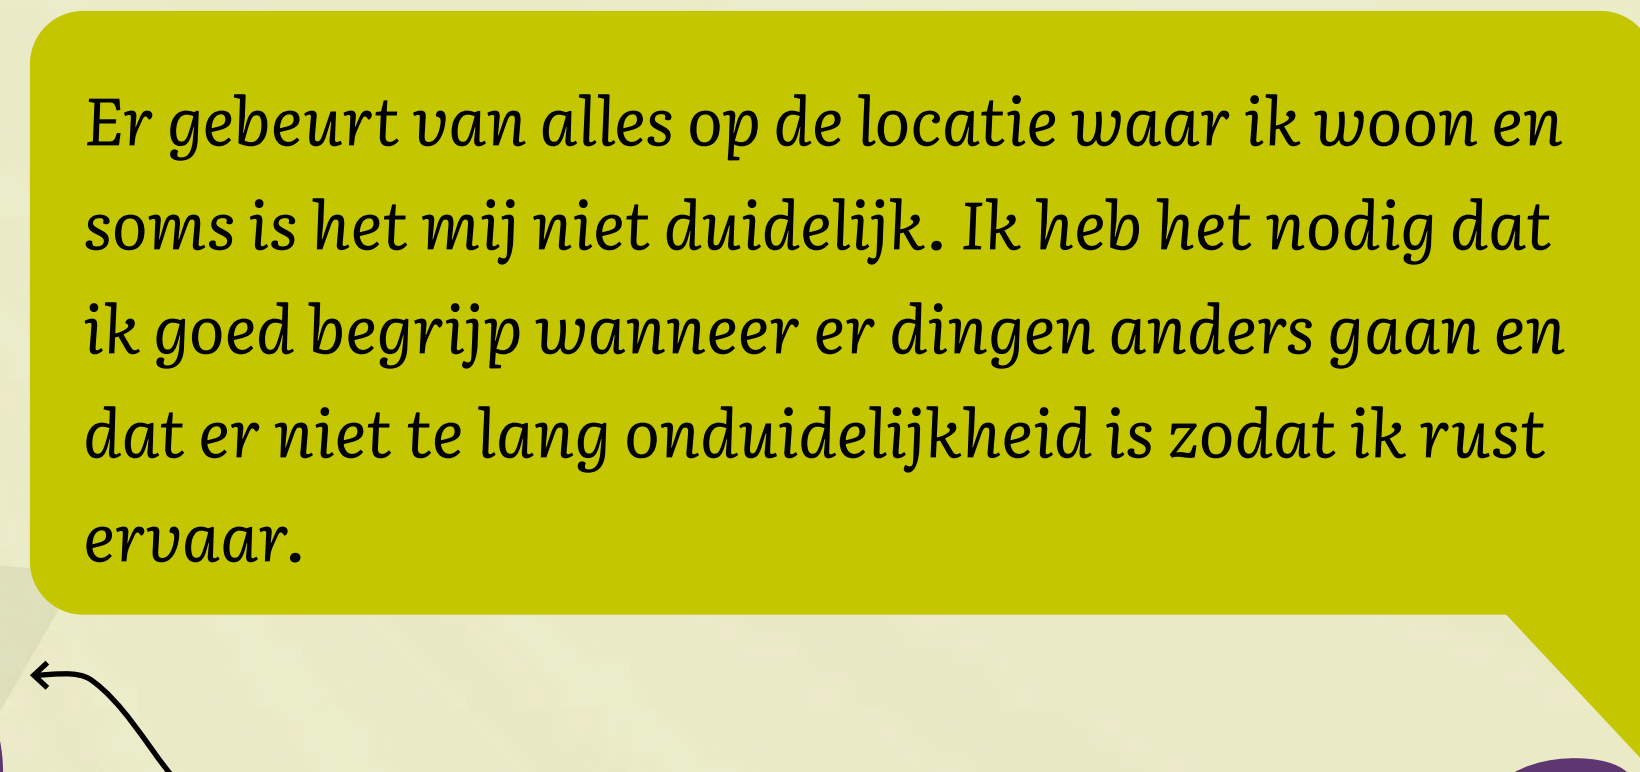 Er gebeurt van alles op de locatie waar ik woon en
soms is het mij niet duidelijk. Ik heb het nodig dat
ik goed begrijp wanneer er dingen anders gaan en
dat er niet te lang onduidelijkheid is zodat ik rust
ervaar.